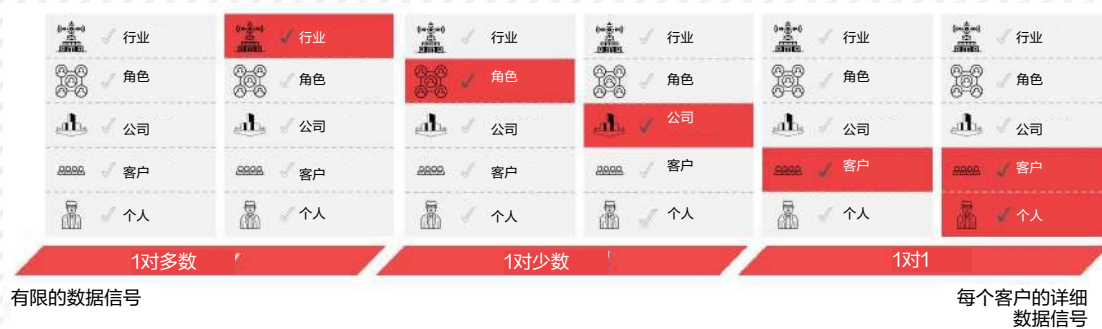 行业 行业 行业 行业 行业 行业
角色 角色 角色 角色 角色 角色
公司 公司 公司 公司 公司 公司
客户 客户 客户 客户 客户 客户
个人 个人 个人 个人 个人 个人
1对多数 1对少数 1对1
有限的数据信号 每个客户的详细
数据信号